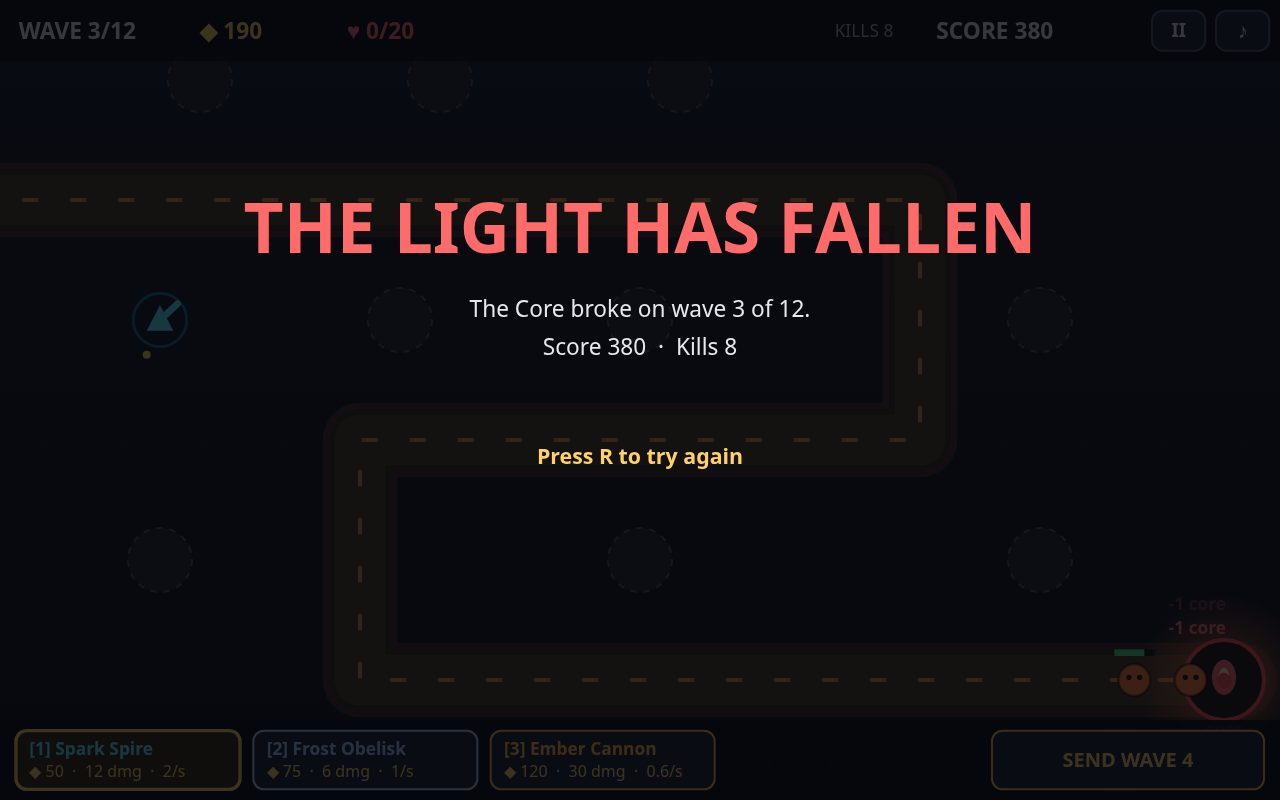 WAVE 3/12 ◆ 190 ♥ 0/20 KILLS 8 SCORE 380 II ♪
THE LIGHT HAS FALLEN
The Core broke on wave 3 of 12.
Score 380 · Kills 8
Press R to try again
-1 core
-1 core
[1] Spark Spire
◆ 50 · 12 dmg · 2/s
[2] Frost Obelisk
◆ 75 · 6 dmg · 1/s
[3] Ember Cannon
◆ 120 · 30 dmg · 0.6/s
SEND WAVE 4